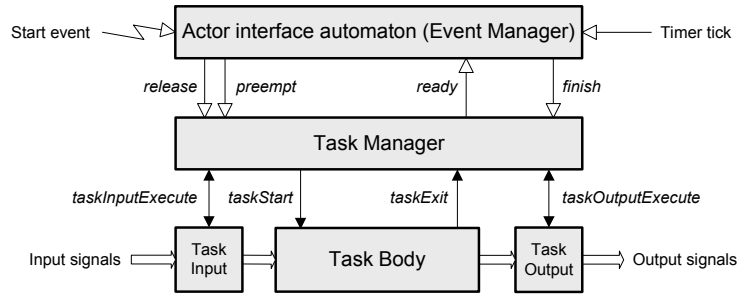 Start event
Actor interface automaton (Event Manager)
Timer tick
release
preempt
ready
finish
Task Manager
taskInputExecute
taskStart
taskExit
taskOutputExecute
Input signals
Task
Input
Task Body
Task
Output
Output signals